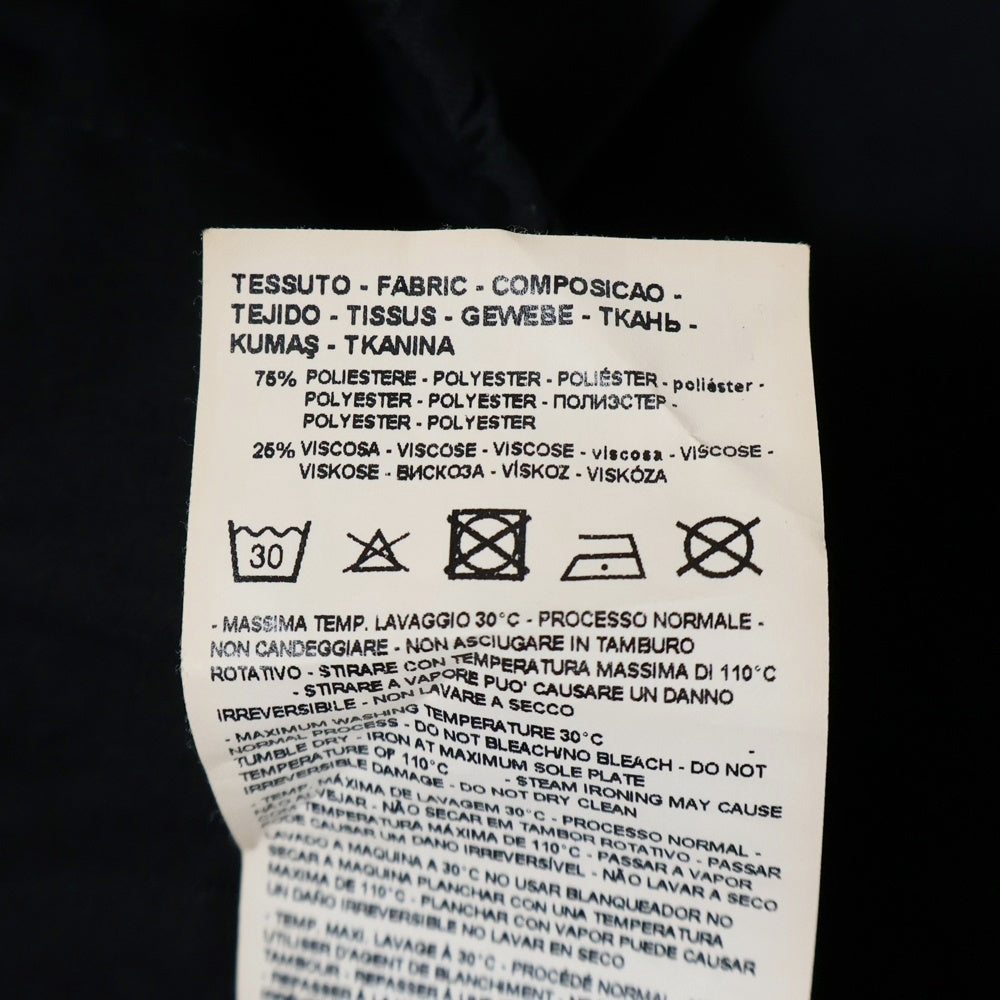 TESSUTO - FABRIC - COMPOSICAO -
TEJIDO - TISSUS - GEWEBE - ТКАНЬ -
KUMAŞ - TKANINA
75% POLIESTERE - POLYESTER - POLIÉSTER - poliéster -
POLYESTER - POLYESTER - ПОЛИЭСТЕР -
POLYESTER - POLYESTER
25% VISCOSA - VISCOSE - VISCOSE - viscosa - VISCOSE -
VISKOSE - ВИСКОЗА - VİSKOZ - VISKÓZA
30
- MASSIMA TEMP. LAVAGGIO 30°C - PROCESSO NORMALE -
NON CANDEGGIARE - NON ASCIUGARE IN TAMBURO
ROTATIVO - STIRARE CON TEMPERATURA MASSIMA DI 110°C
- STIRARE A VAPORE PUO' CAUSARE UN DANNO
IRREVERSIBILE - NON LAVARE A SECCO
- MAXIMUM WASHING TEMPERATURE 30°C -
NORMAL PROCESS - DO NOT BLEACH/NO BLEACH - DO NOT
TUMBLE DRY - IRON AT MAXIMUM SOLE PLATE
TEMPERATURE OF 110°C - STEAM IRONING MAY CAUSE
IRREVERSIBLE DAMAGE - DO NOT DRY CLEAN
- TEMP. MÁXIMA DE LAVAGEM 30°C - PROCESSO NORMAL -
NÃO ALVEJAR - NÃO SECAR EM TAMBOR ROTATIVO - PASSAR
COM TEMPERATURA MÁXIMA DE 110°C - PASSAR A VAPOR
PODE CAUSAR UM DANO IRREVERSÍVEL - NÃO LAVAR A SECO
LAVADO A MAQUINA A 30°C NO USAR BLANQUEADOR NO
SECAR A MAQUINA PLANCHAR CON UNA TEMPERATURA
MAXIMA DE 110°C - PLANCHAR CON VAPOR PUEDE CAUSAR
UN DAÑO IRREVERSIBLE NO LAVAR EN SECO
- TEMP. MAXI. LAVAGE À 30°C - PROCÉDÉ NORMAL
UTILISER D'AGENT DE BLANCHIMENT - NE
TAMBOUR - REPASSER À